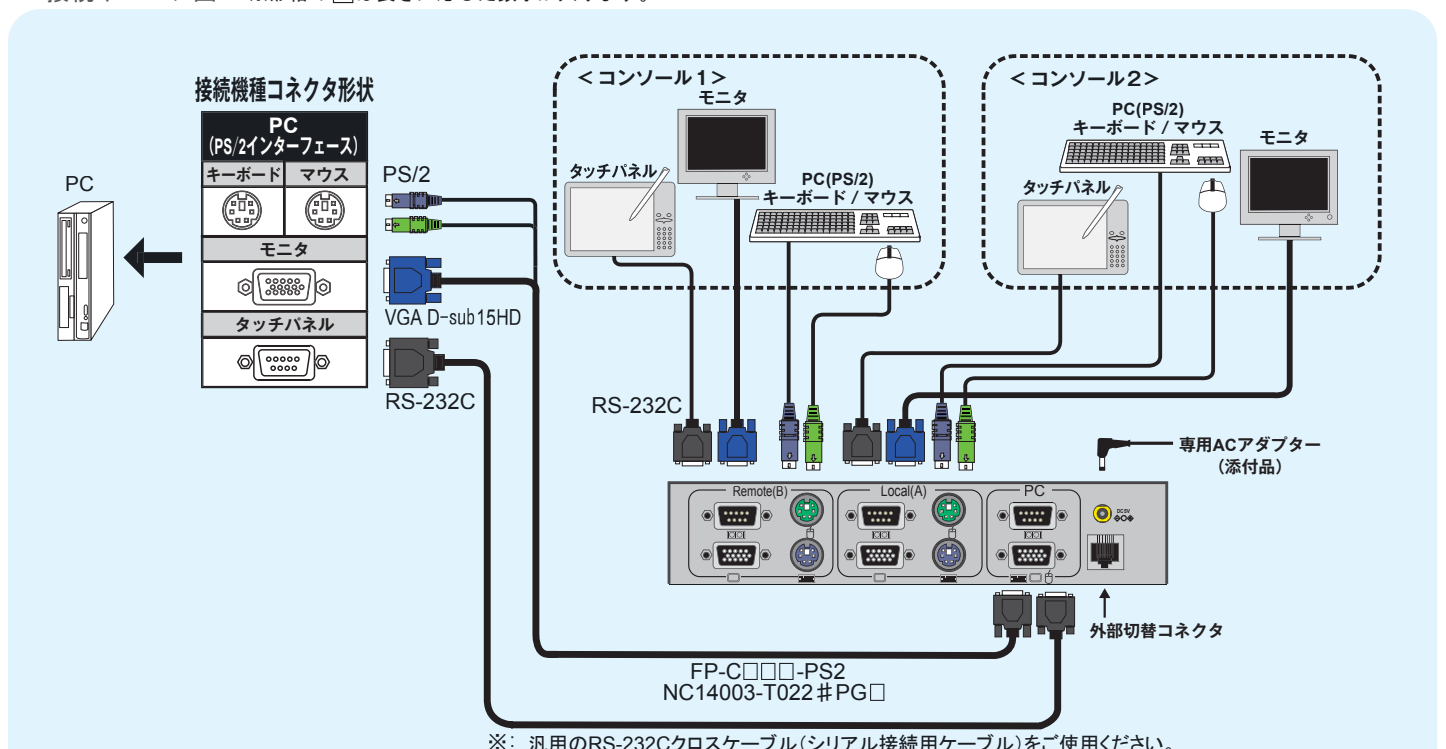 接続機種コネクタ形状
PC
(PS/2インターフェース)
キーボード マウス
モニタ
タッチパネル
PC
PS/2
VGA D-sub15HD
RS-232C
＜コンソール1＞
モニタ
タッチパネル
PC(PS/2)
キーボード / マウス
＜コンソール2＞
PC(PS/2)
キーボード / マウス
モニタ
タッチパネル
RS-232C
専用ACアダプター
（添付品）
Remote(B)
Local(A)
PC
DC5V
外部切替コネクタ
FP-C□□□-PS2
NC14003-T022＃PG□
※： 汎用のRS-232Cクロスケーブル（シリアル接続用ケーブル）をご使用ください。